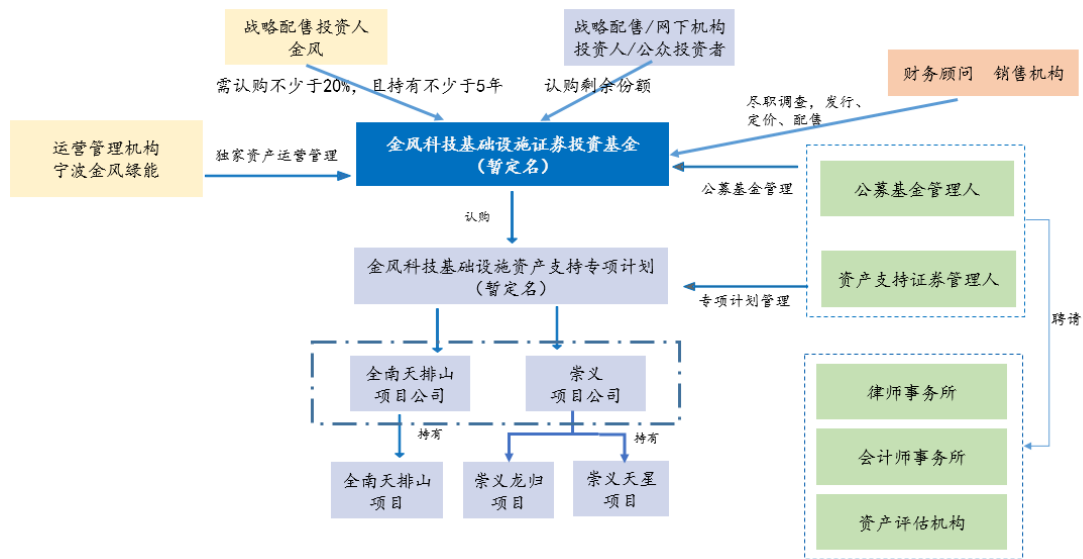 战略配售投资人
金风
战略配售/网下机构
投资人/公众投资者
财务顾问 销售机构
需认购不少于20%，且持有不少于5年
认购剩余份额
尽职调查，发行、
定价、配售
运营管理机构
宁波金风绿能
独家资产运营管理
金风科技基础设施证券投资基金
（暂定名）
公募基金管理
公募基金管理人
认购
金风科技基础设施资产支持专项计划
（暂定名）
专项计划管理
资产支持证券管理人
聘请
全南天排山
项目公司
崇义
项目公司
律师事务所
持有
持有
会计师事务所
全南天排山
项目
崇义龙归
项目
崇义天星
项目
资产评估机构